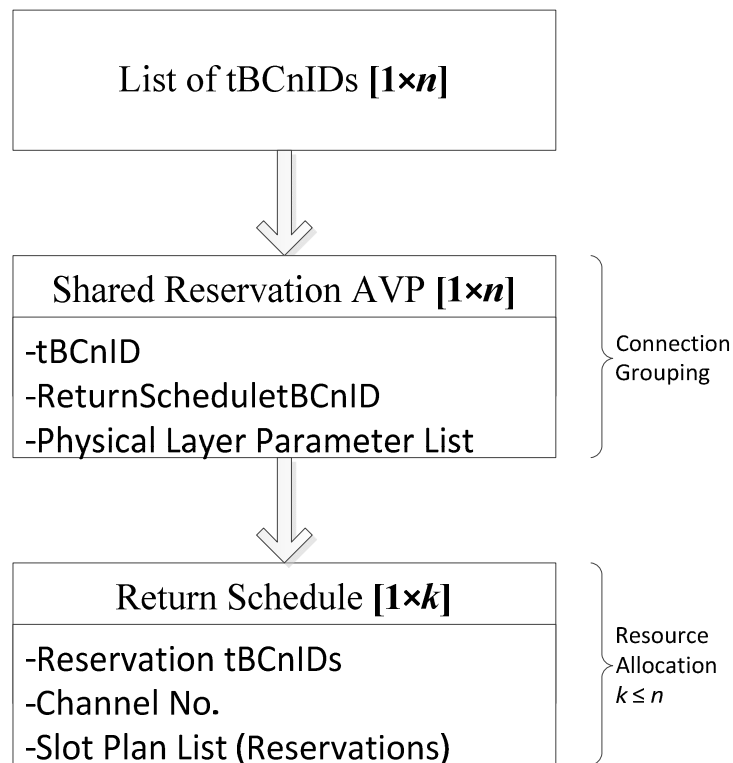 List of tBCnIDs [1×n]
Shared Reservation AVP [1×n]
-tBCnID
-ReturnScheduletBCnID
-Physical Layer Parameter List
Connection
Grouping
Return Schedule [1×k]
-Reservation tBCnIDs
-Channel No.
-Slot Plan List (Reservations)
Resource
Allocation
k ≤ n